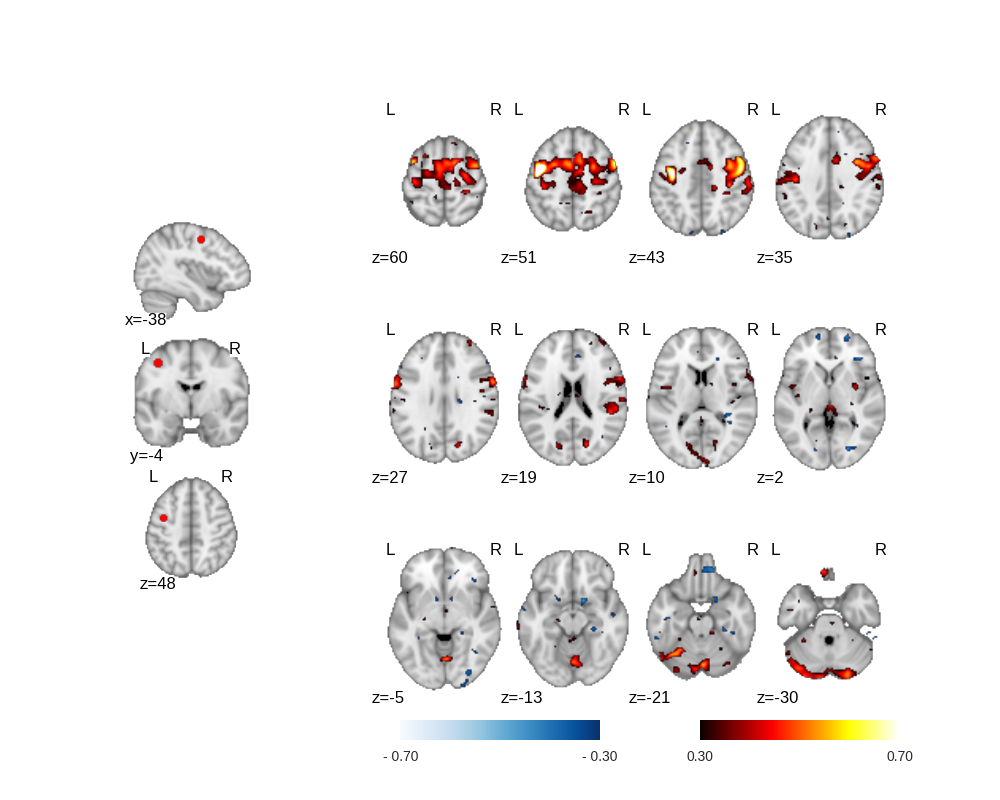 L R L R L R L R
z=60 z=51 z=43 z=35
x=-38
L R L R L R L R
L R
y=-4
z=27 z=19 z=10 z=2
L R
z=48
L R L R L R L R
z=-5 z=-13 z=-21 z=-30
- 0.70 - 0.30 0.30 0.70